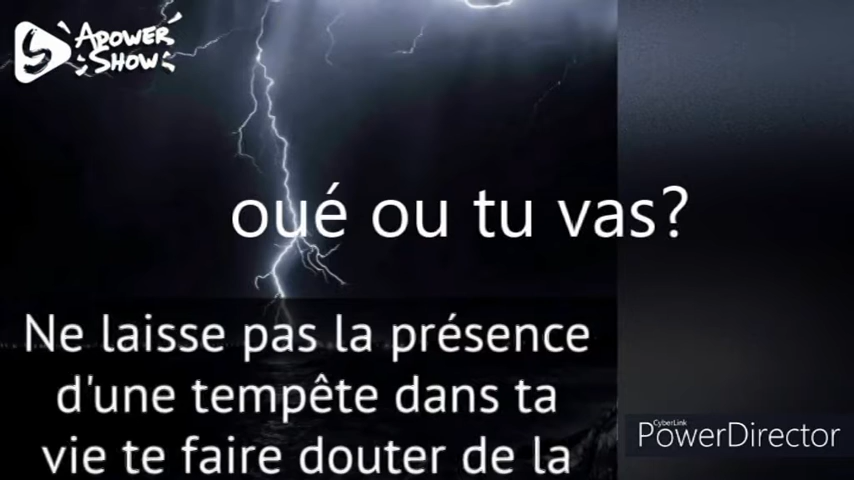 APOWER
SHOW
oué ou tu vas?
Ne laisse pas la présence
d'une tempête dans ta
vie te faire douter de la
CyberLink
PowerDirector